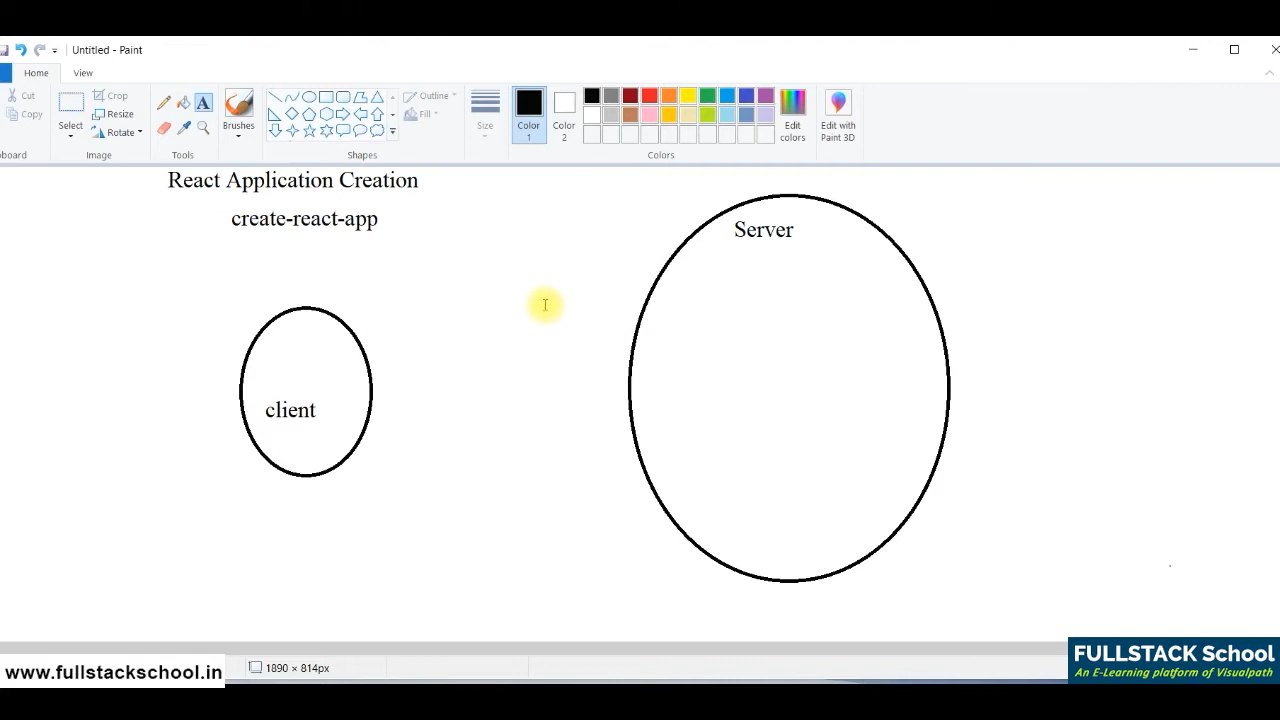 Untitled - Paint
Home
View
Cut
Copy
board
Select
Crop
Resize
Rotate
Image
Tools
Brushes
Shapes
Outline
Fill
Size
Color
1
Color
2
Colors
Edit
colors
Edit with
Paint 3D
React Application Creation
create-react-app
Server
client
1890 × 814px
www.fullstackschool.in
FULLSTACK School
An E-Learning platform of Visualpath